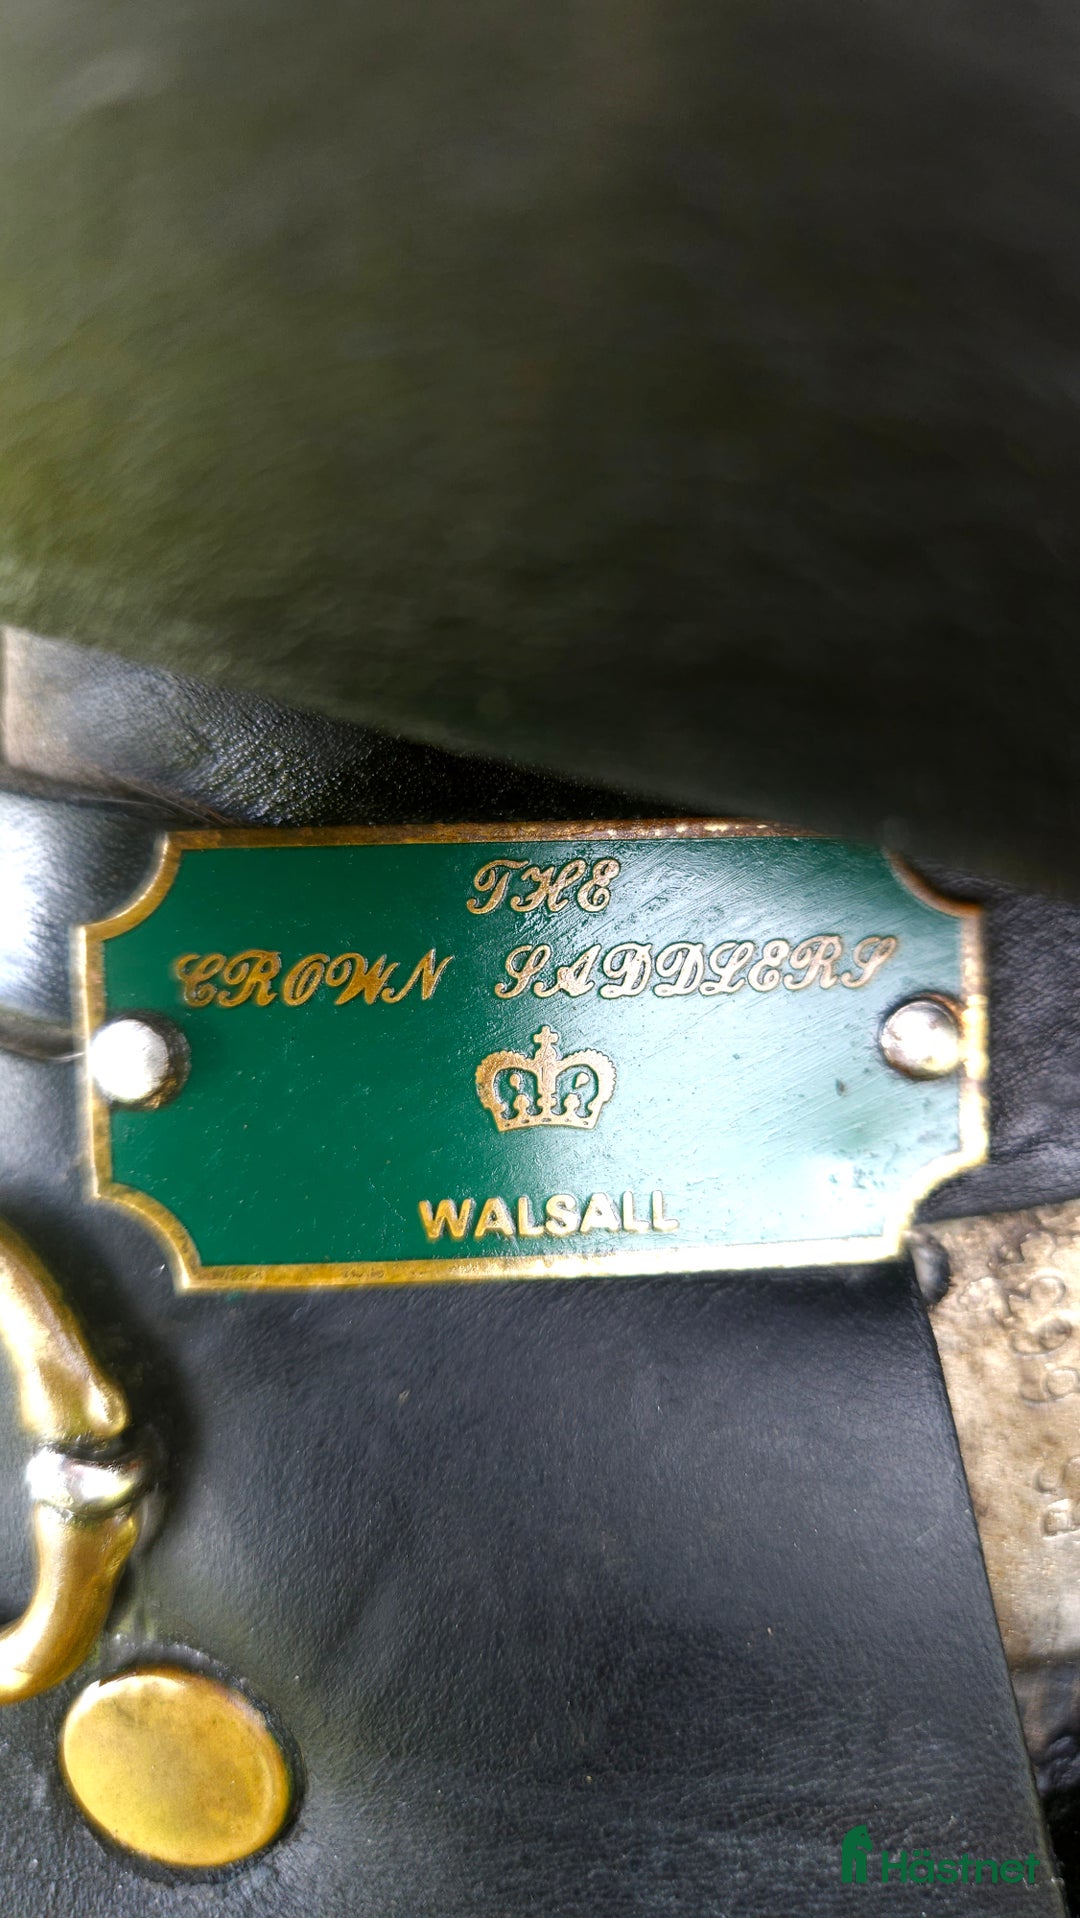 THE
CROWN SADDLERS
WALSALL
Hästnet